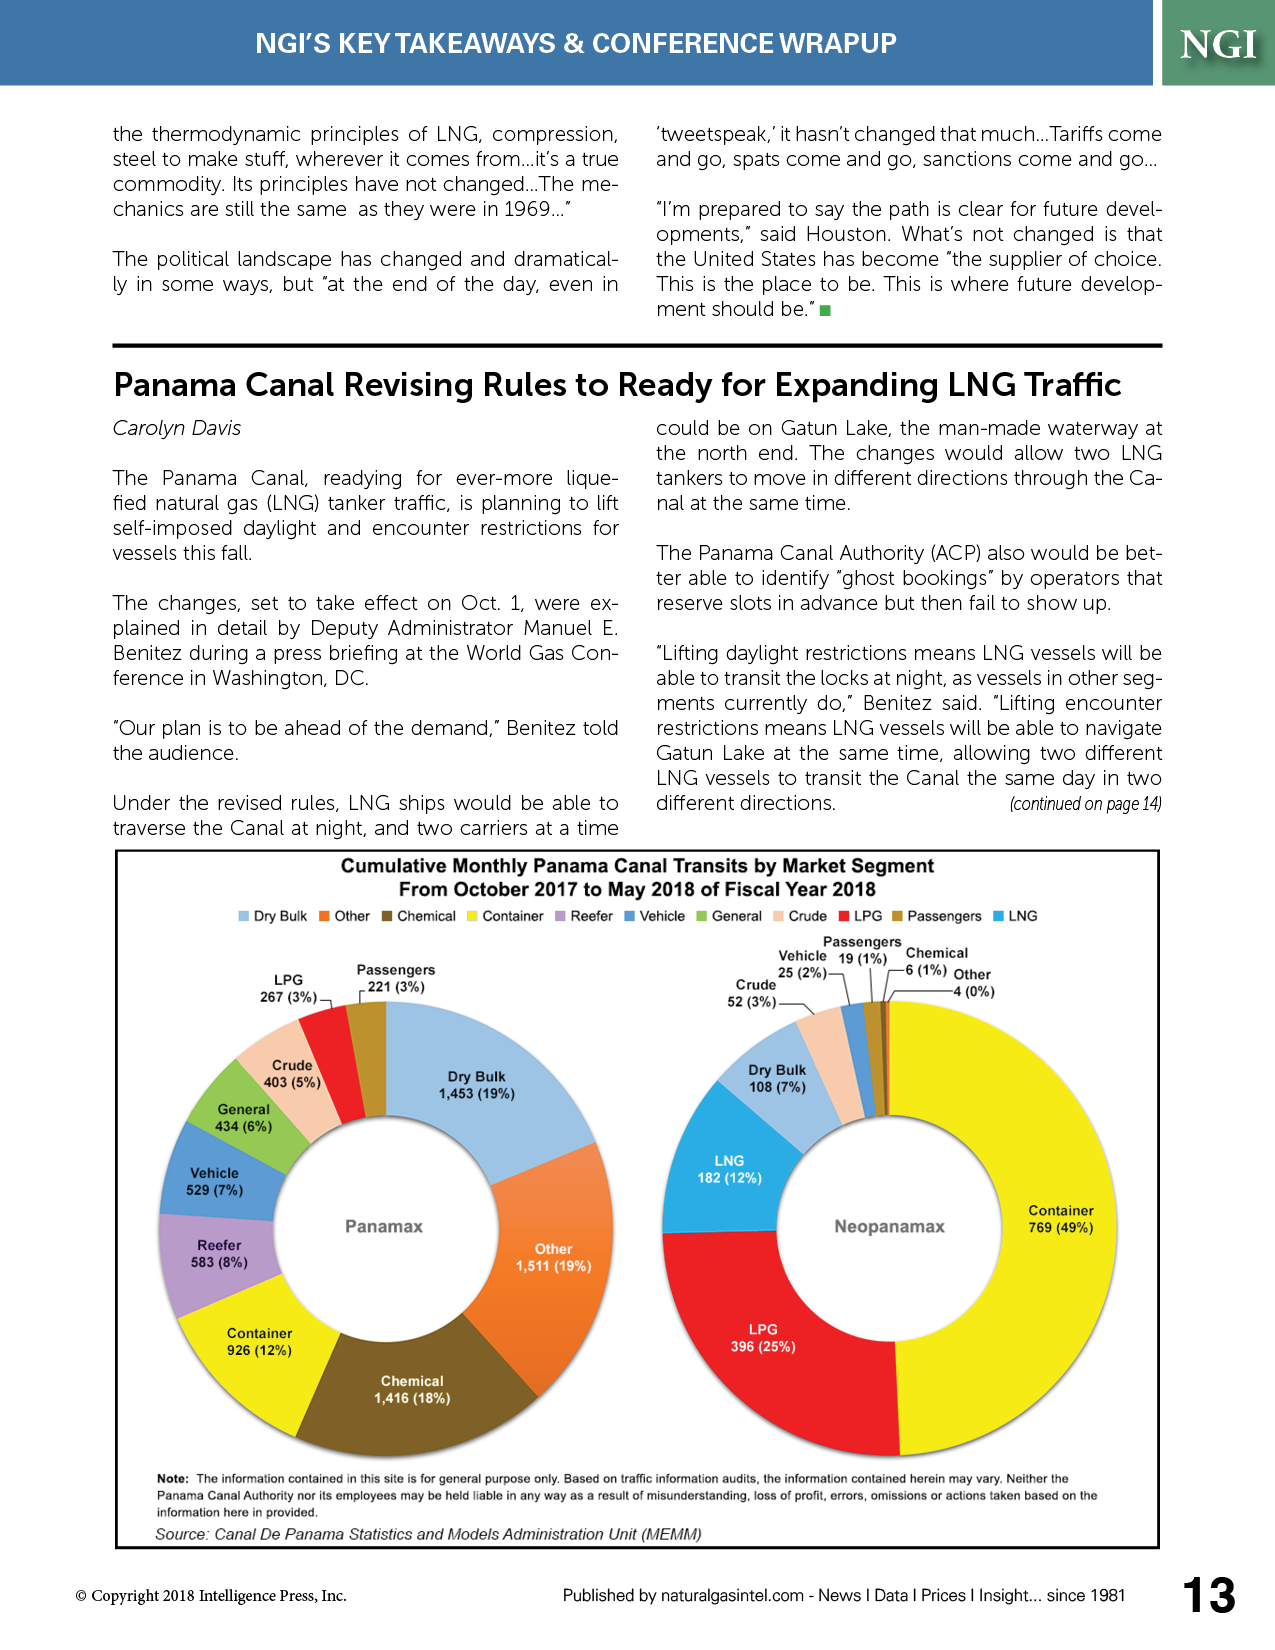 NGI'S KEY TAKEAWAYS & CONFERENCE WRAPUP
NGI
the thermodynamic principles of LNG, compression,
steel to make stuff, wherever it comes from...it's a true
commodity. Its principles have not changed...The me-
chanics are still the same as they were in 1969..."
The political landscape has changed and dramatical-
ly in some ways, but "at the end of the day, even in
'tweetspeak,' it hasn't changed that much...Tariffs come
and go, spats come and go, sanctions come and go...
"I'm prepared to say the path is clear for future devel-
opments," said Houston. What's not changed is that
the United States has become "the supplier of choice.
This is the place to be. This is where future develop-
ment should be."
Panama Canal Revising Rules to Ready for Expanding LNG Traffic
Carolyn Davis
The Panama Canal, readying for ever-more lique-
fied natural gas (LNG) tanker traffic, is planning to lift
self-imposed daylight and encounter restrictions for
vessels this fall.
The changes, set to take effect on Oct. 1, were ex-
plained in detail by Deputy Administrator Manuel E.
Benitez during a press briefing at the World Gas Con-
ference in Washington, DC.
"Our plan is to be ahead of the demand," Benitez told
the audience.
Under the revised rules, LNG ships would be able to
traverse the Canal at night, and two carriers at a time
could be on Gatun Lake, the man-made waterway at
the north end. The changes would allow two LNG
tankers to move in different directions through the Ca-
nal at the same time.
The Panama Canal Authority (ACP) also would be bet-
ter able to identify "ghost bookings" by operators that
reserve slots in advance but then fail to show up.
"Lifting daylight restrictions means LNG vessels will be
able to transit the locks at night, as vessels in other seg-
ments currently do," Benitez said. "Lifting encounter
restrictions means LNG vessels will be able to navigate
Gatun Lake at the same time, allowing two different
LNG vessels to transit the Canal the same day in two
different directions. (continued on page 14)
Cumulative Monthly Panama Canal Transits by Market Segment
From October 2017 to May 2018 of Fiscal Year 2018
Dry Bulk Other Chemical Container Reefer Vehicle General Crude LPG Passengers LNG
Passengers
221 (3%)
LPG
267 (3%)
Crude
403 (5%)
General
434 (6%)
Vehicle
529 (7%)
Reefer
583 (8%)
Container
926 (12%)
Chemical
1,416 (18%)
Other
1,511 (19%)
Dry Bulk
1,453 (19%)
Panamax
Passengers
19 (1%)
Vehicle
25 (2%)
Chemical
6 (1%)
Other
4 (0%)
Crude
52 (3%)
Dry Bulk
108 (7%)
LNG
182 (12%)
LPG
396 (25%)
Container
769 (49%)
Neopanamax
Note: The information contained in this site is for general purpose only. Based on traffic information audits, the information contained herein may vary. Neither the
Panama Canal Authority nor its employees may be held liable in any way as a result of misunderstanding, loss of profit, errors, omissions or actions taken based on the
information here in provided.
Source: Canal De Panama Statistics and Models Administration Unit (MEMM)
© Copyright 2018 Intelligence Press, Inc.
Published by naturalgasintel.com - News I Data I Prices I Insight... since 1981
13